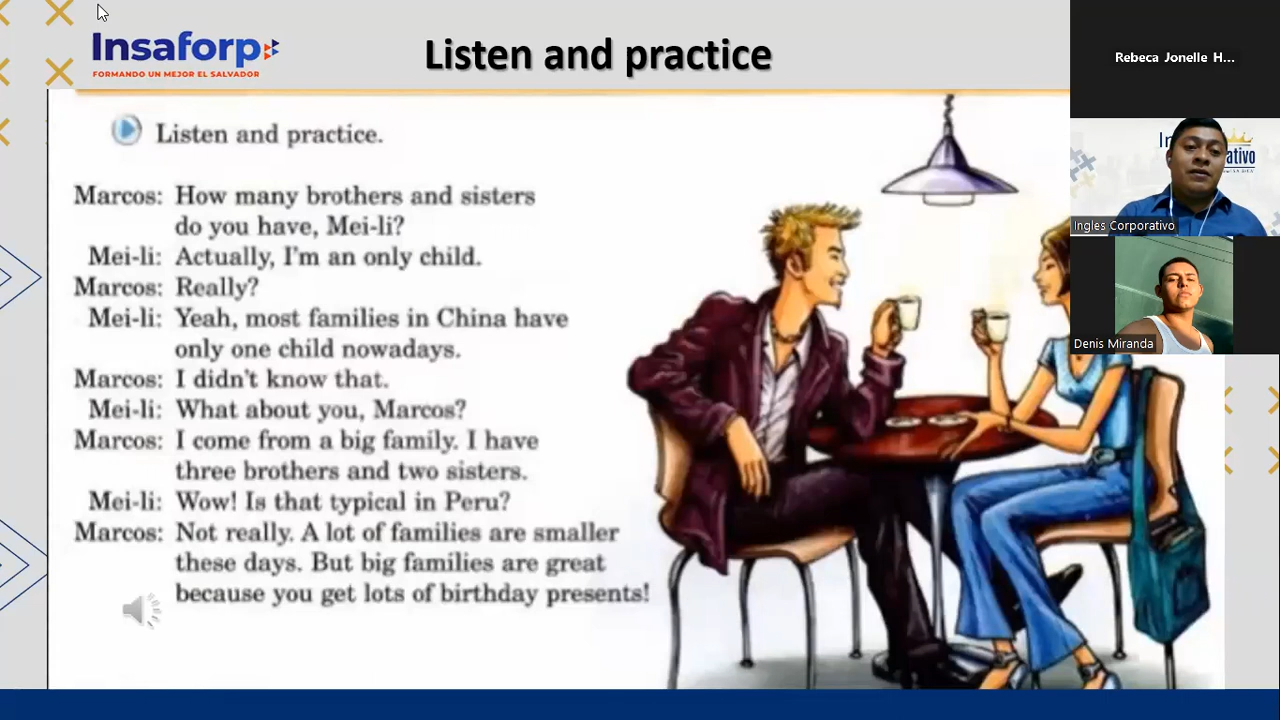 Insaforp
FORMANDO UN MEJOR EL SALVADOR
Listen and practice
Listen and practice.
Marcos: How many brothers and sisters
do you have, Mei-li?
Mei-li: Actually, I'm an only child.
Marcos: Really?
Mei-li: Yeah, most families in China have
only one child nowadays.
Marcos: I didn't know that.
Mei-li: What about you, Marcos?
Marcos: I come from a big family. I have
three brothers and two sisters.
Mei-li: Wow! Is that typical in Peru?
Marcos: Not really. A lot of families are smaller
these days. But big families are great
because you get lots of birthday presents!
Rebeca Jonelle H...
Ingles Corporativo
Denis Miranda